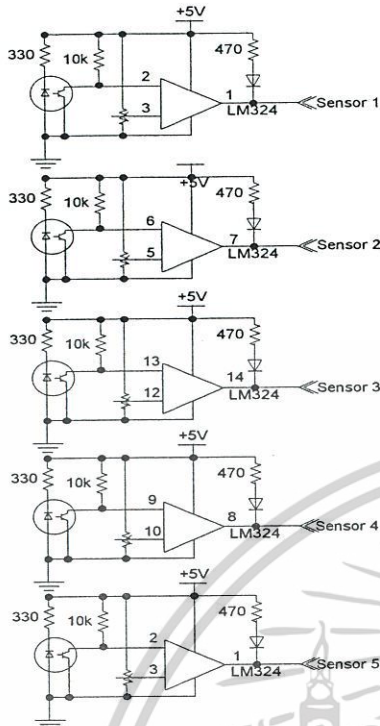 +5V
330
10k
470
2
3
1
LM324
Sensor 1
+5V
330
10k
470
6
5
7
LM324
Sensor 2
+5V
330
10k
470
13
12
14
LM324
Sensor 3
+5V
330
10k
470
9
10
8
LM324
Sensor 4
+5V
330
10k
470
2
3
1
LM324
Sensor 5